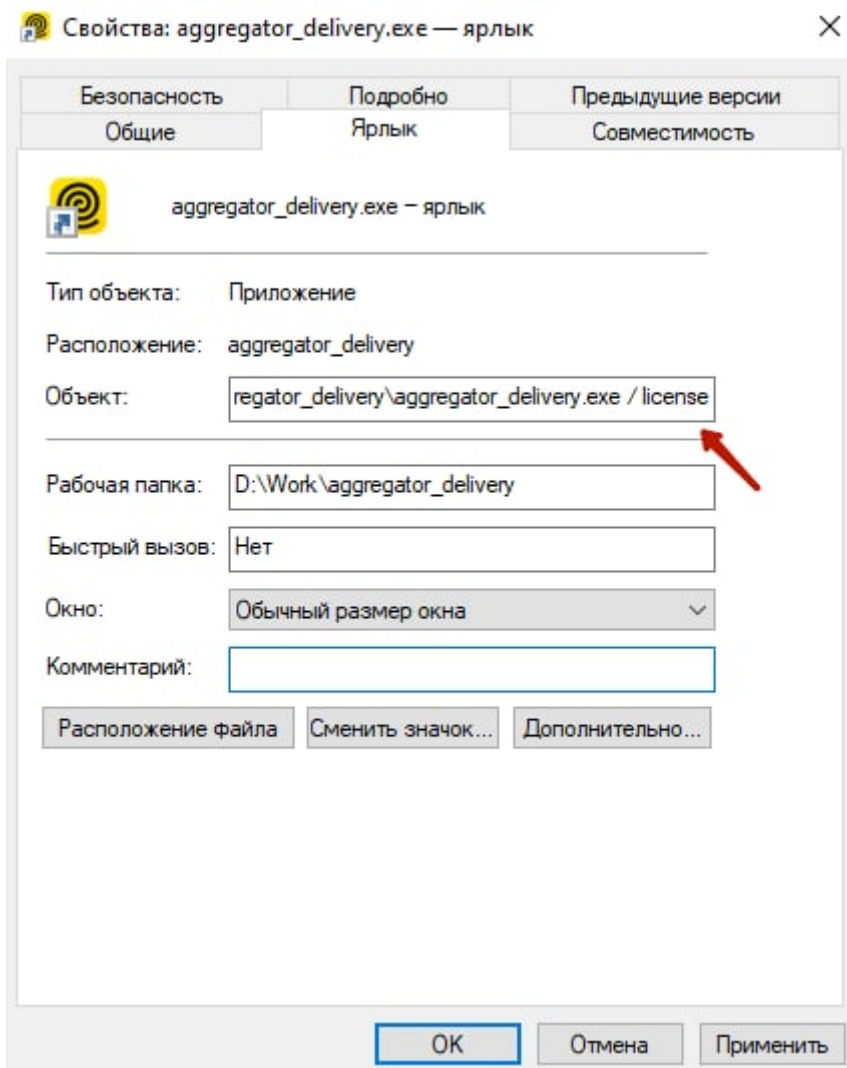 Свойства: aggregator_delivery.exe — ярлык
Безопасность Подробно Предыдущие версии
Общие Ярлык Совместимость
aggregator_delivery.exe – ярлык
Тип объекта: Приложение
Расположение: aggregator_delivery
Объект: regator_delivery\aggregator_delivery.exe / license
Рабочая папка: D:\Work\aggregator_delivery
Быстрый вызов: Нет
Окно: Обычный размер окна
Комментарий:
Расположение файла Сменить значок... Дополнительно...
ОК Отмена Применить